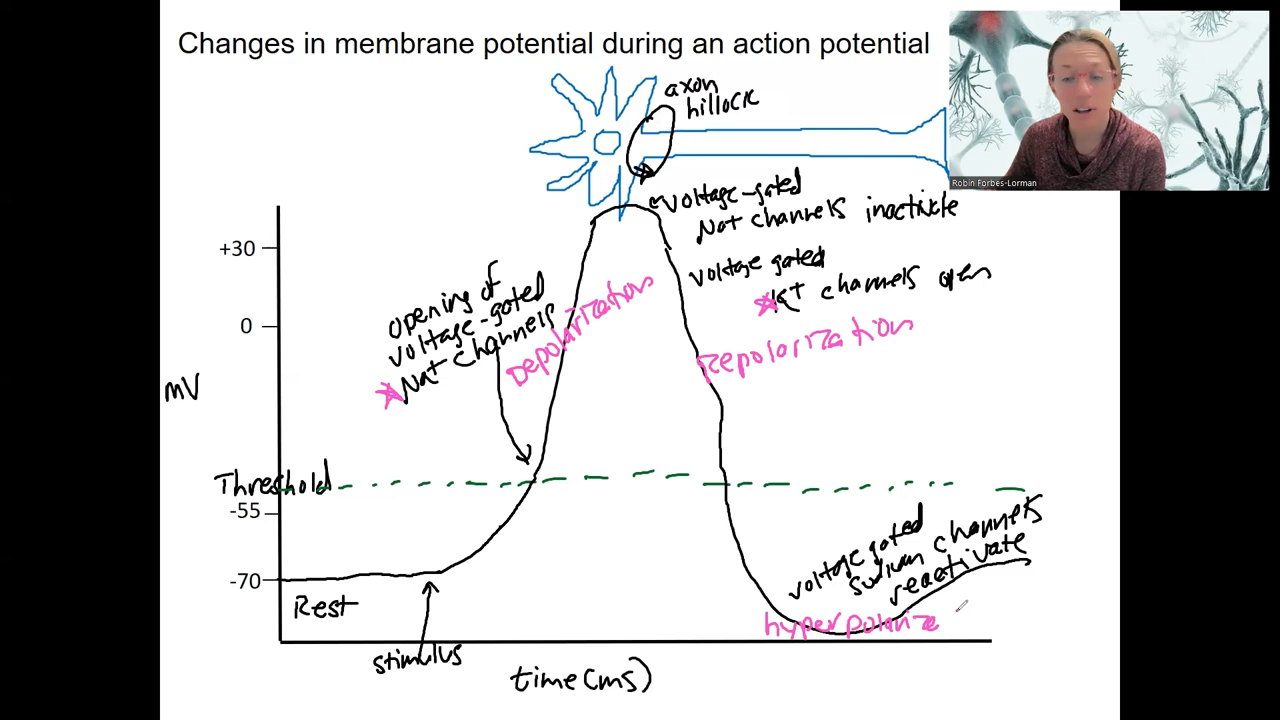 Changes in membrane potential during an action potential
Robin Forbes-Lorman
axon
hillock
voltage-gated
Na+ channels inactivate
voltage gated
K+ channels open
Repolarization
opening of
voltage-gated
Na+ channels
Depolarization
+30
0
mV
Threshold
-55
-70
Rest
stimulus
time (ms)
voltage gated
sodium channels
reactivate
hyperpolarize